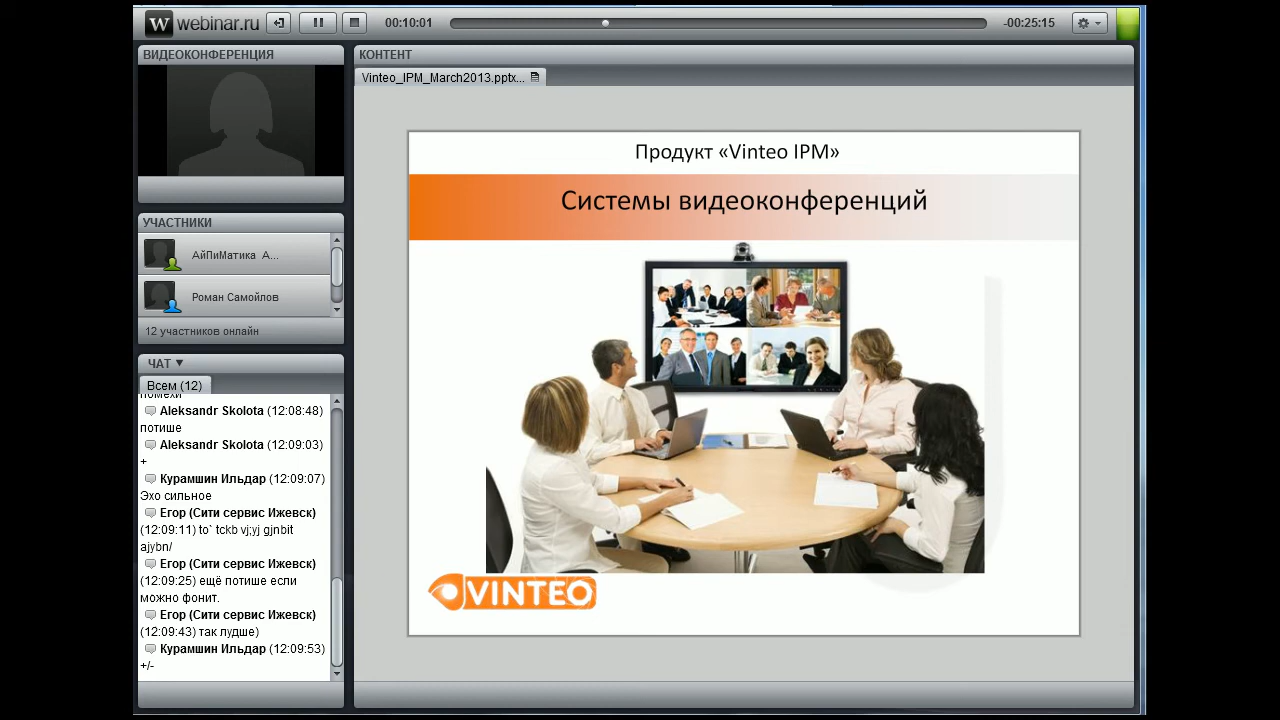 W webinar.ru
00:10:01
-00:25:15
ВИДЕОКОНФЕРЕНЦИЯ
КОНТЕНТ
Vinteo_IPM_March2013.pptx...
Продукт «Vinteo IPM»
Системы видеоконференций
VINTEO
УЧАСТНИКИ
АйПиМатика А...
Роман Самойлов
12 участников онлайн
ЧАТ
Всем (12)
помехи
Aleksandr Skolota (12:08:48)
потише
Aleksandr Skolota (12:09:03)
+
Курамшин Ильдар (12:09:07)
Эхо сильное
Егор (Сити сервис Ижевск)
(12:09:11) to` tckb vj;yj gjnbit
ajybn/
Егор (Сити сервис Ижевск)
(12:09:25) ещё потише если
можно фонит.
Егор (Сити сервис Ижевск)
(12:09:43) так лудше)
Курамшин Ильдар (12:09:53)
+/-